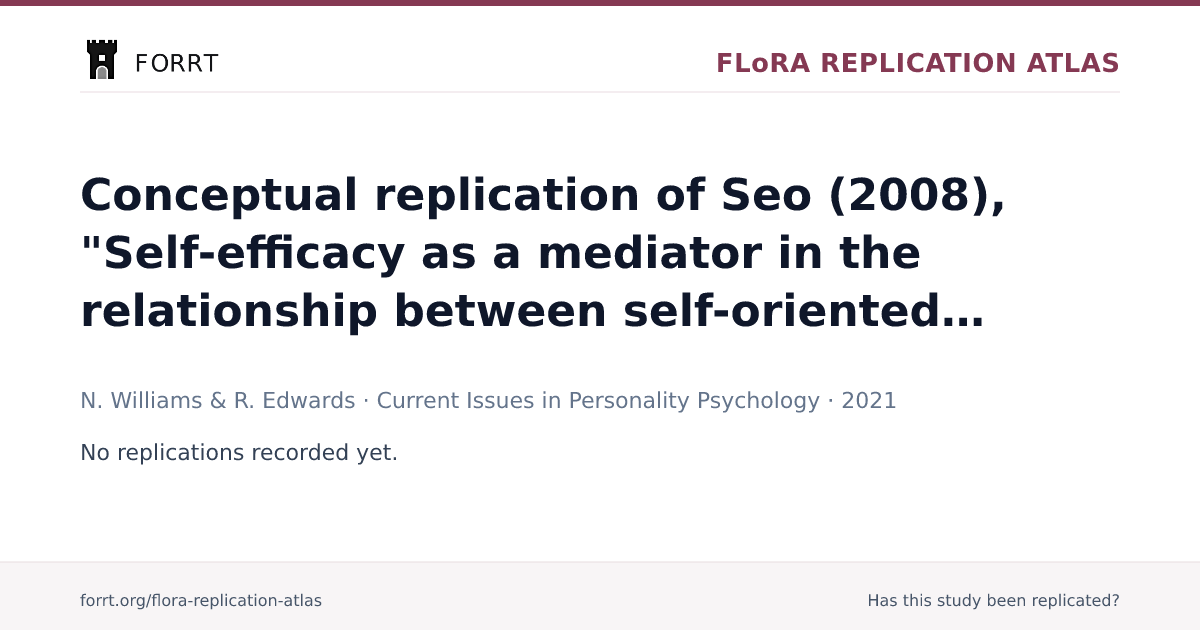 FORRT
FLoRA REPLICATION ATLAS
Conceptual replication of Seo (2008),
"Self-efficacy as a mediator in the
relationship between self-oriented…
N. Williams & R. Edwards · Current Issues in Personality Psychology · 2021
No replications recorded yet.
forrt.org/flora-replication-atlas
Has this study been replicated?